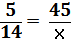 5/14 = 45/x